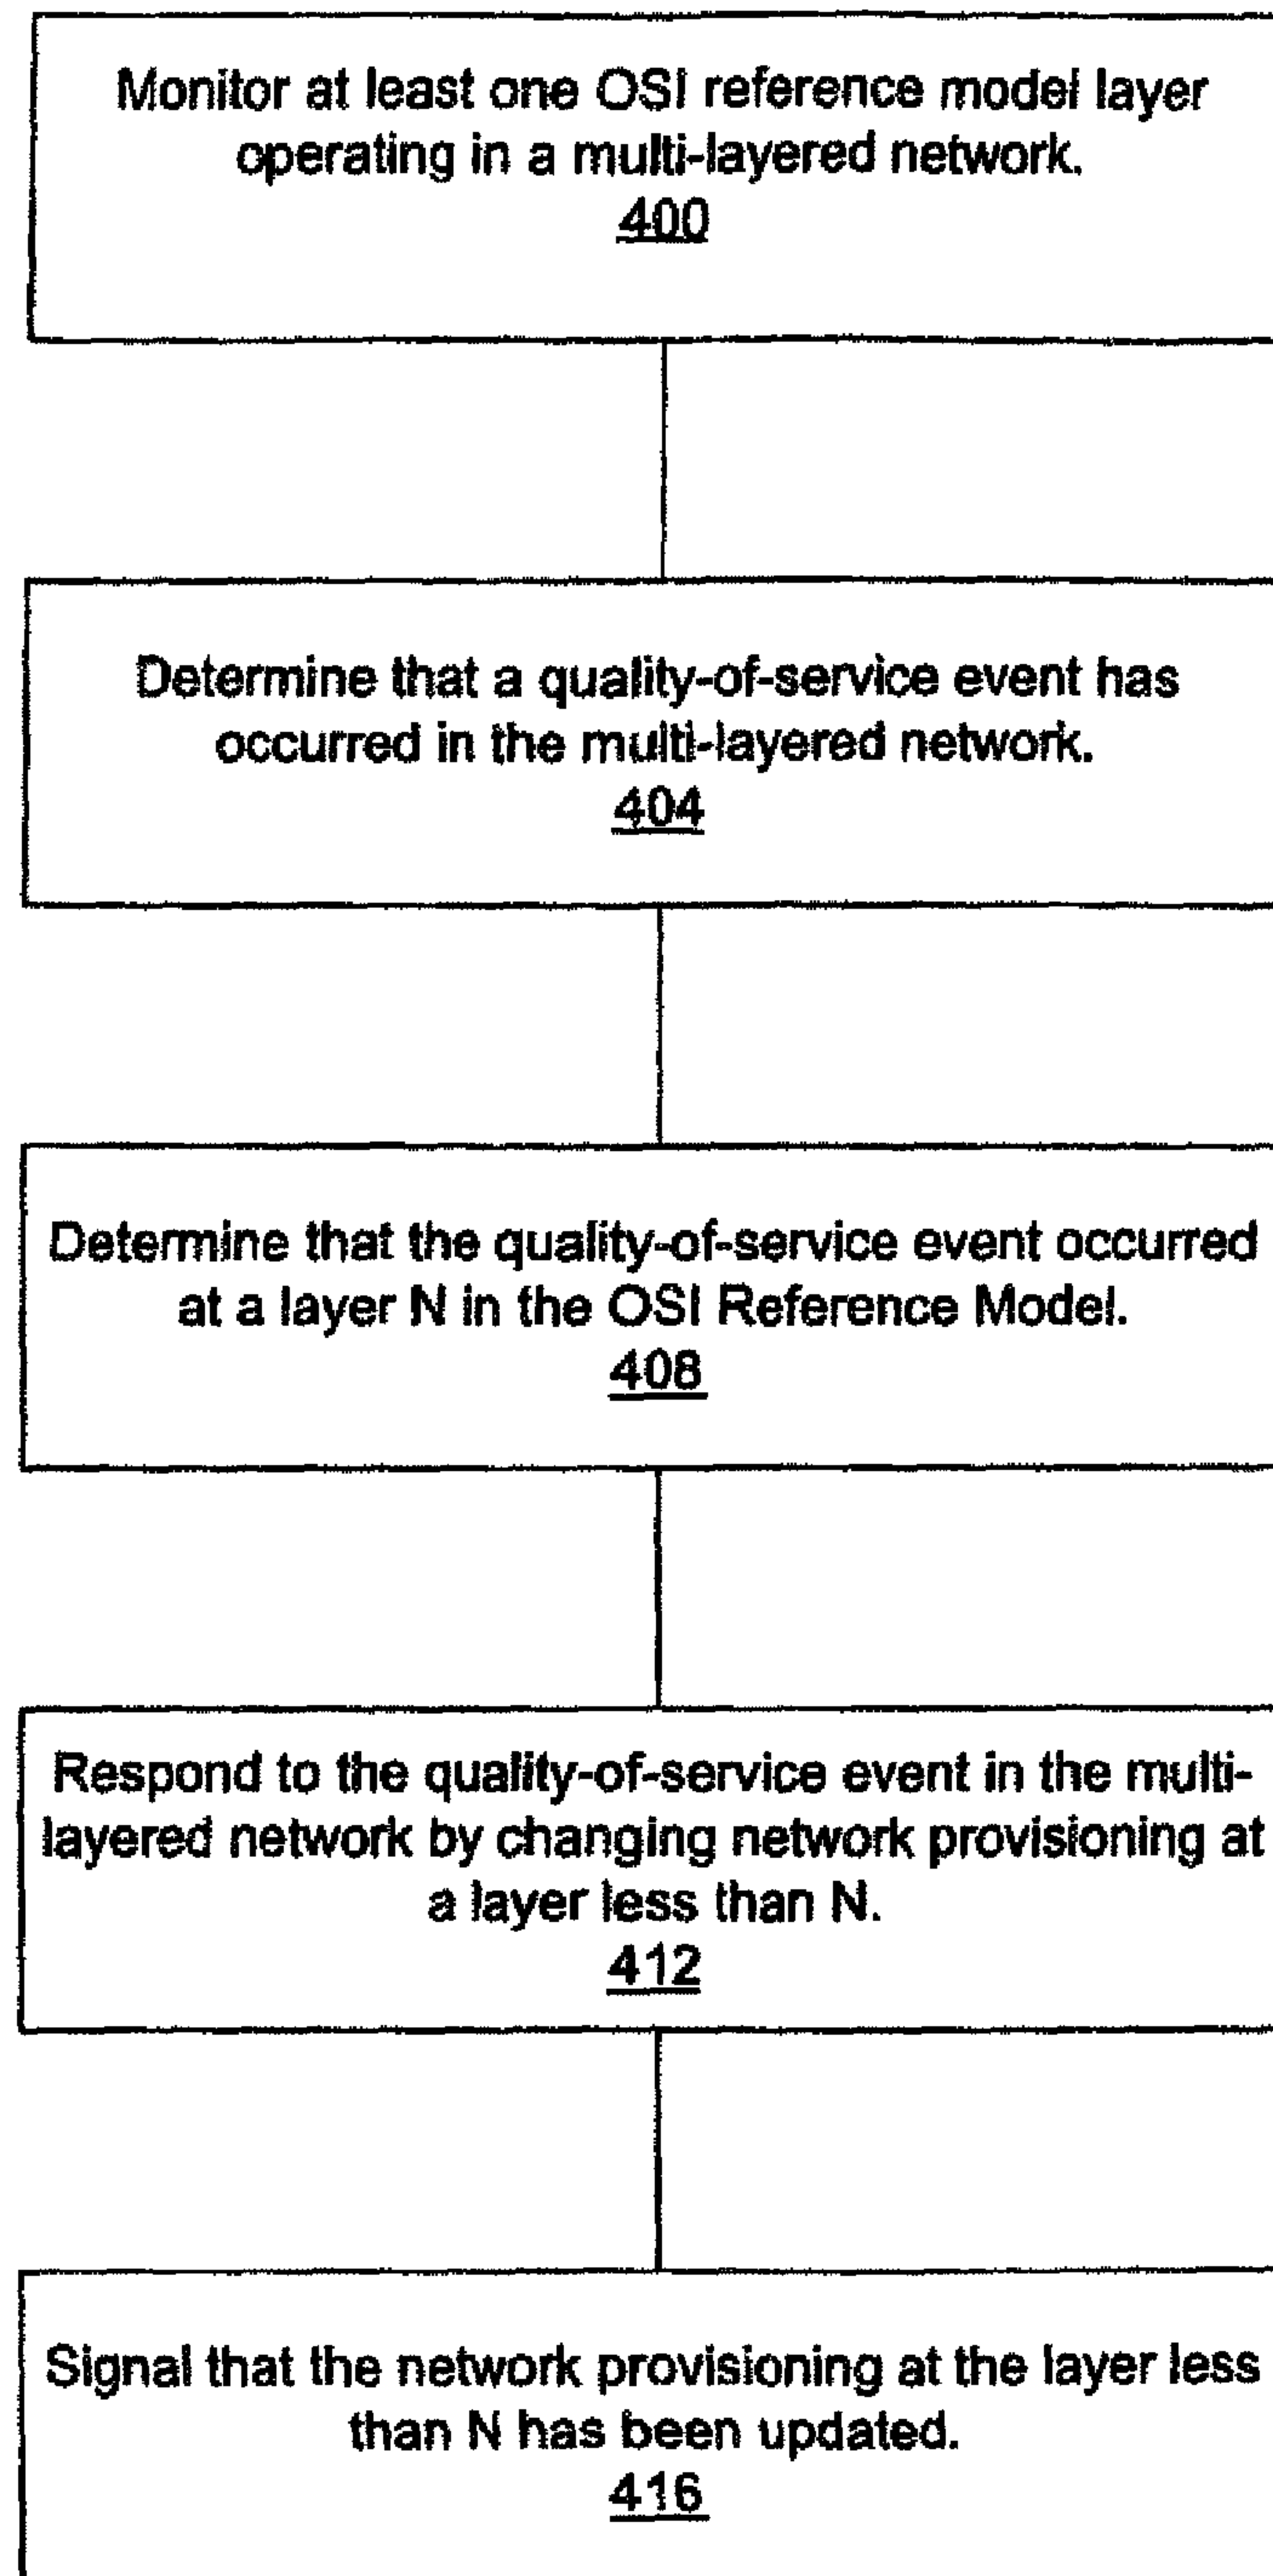 Monitor at least one OSI reference model layer
operating in a multi-layered network.
400
Determine that a quality-of-service event has
occurred in the multi-layered network.
404
Determine that the quality-of-service event occurred
at a layer N in the OSI Reference Model.
408
Respond to the quality-of-service event in the multi-
layered network by changing network provisioning at
a layer less than N.
412
Signal that the network provisioning at the layer less
than N has been updated.
416